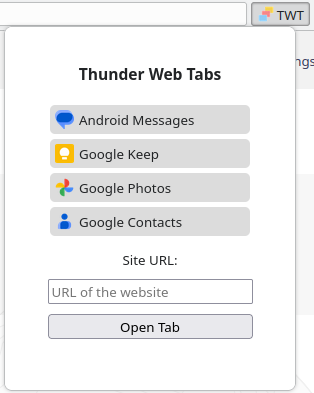 TWT
ngs
Thunder Web Tabs
Android Messages
Google Keep
Google Photos
Google Contacts
Site URL:
URL of the website
Open Tab